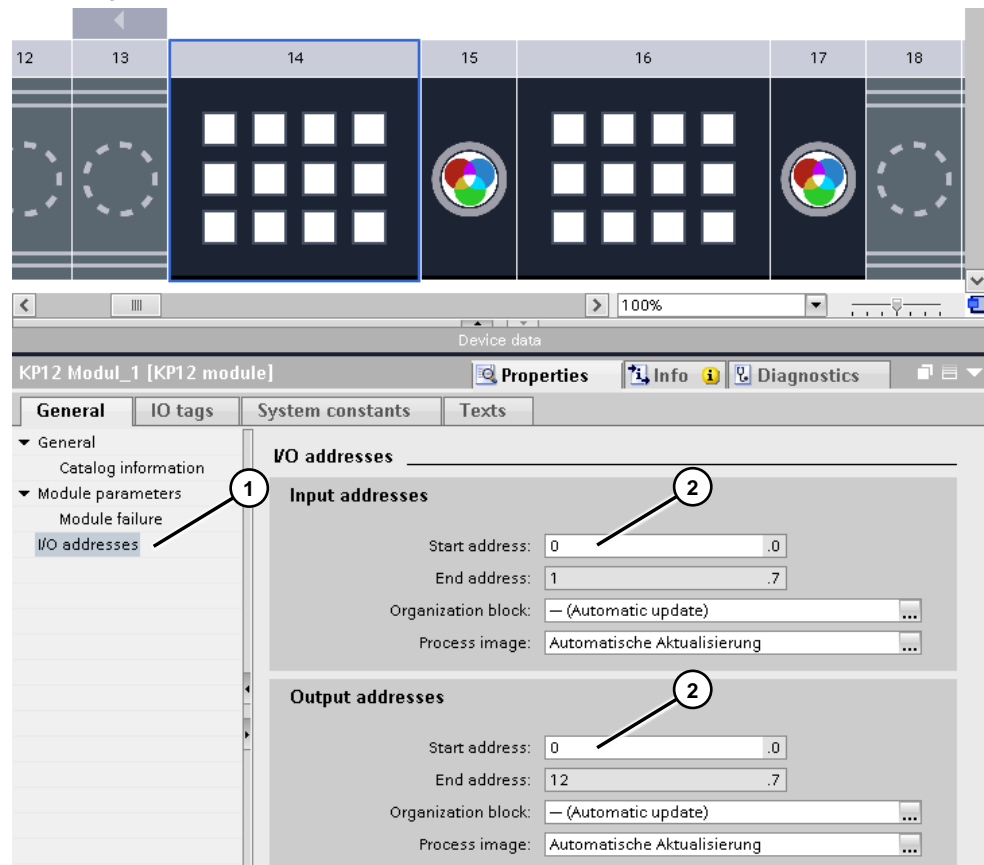 12 13 14 15 16 17 18
100%
Device data
KP12 Modul_1 [KP12 module] Properties Info Diagnostics
General IO tags System constants Texts
General
Catalog information
Module parameters
Module failure
I/O addresses
1
I/O addresses
Input addresses
2
Start address: 0 .0
End address: 1 .7
Organization block: — (Automatic update) ...
Process image: Automatische Aktualisierung ...
Output addresses
2
Start address: 0 .0
End address: 12 .7
Organization block: — (Automatic update) ...
Process image: Automatische Aktualisierung ...